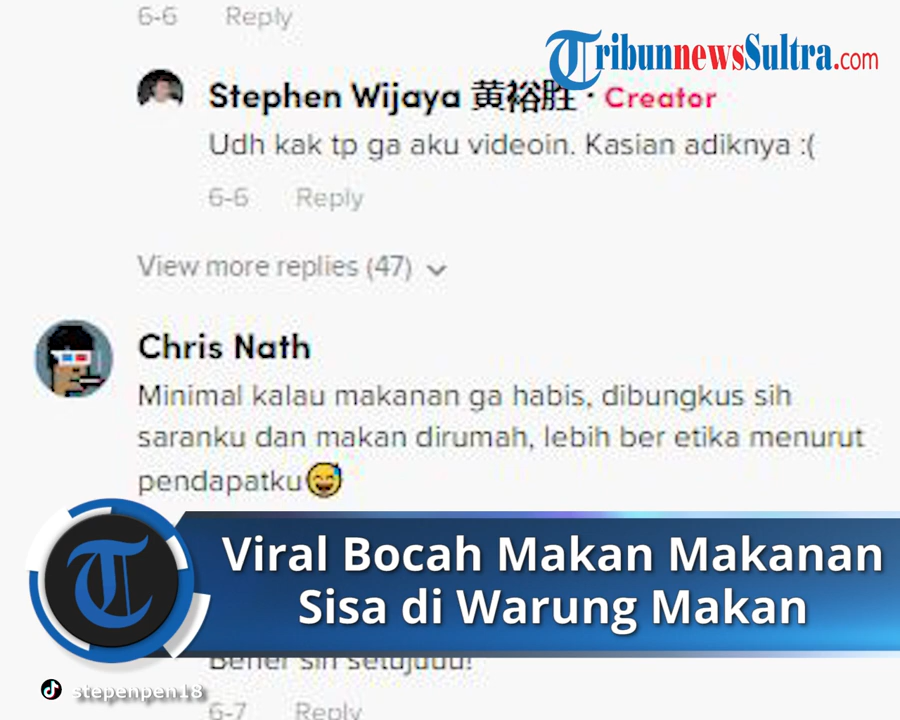 6-6 Reply
TribunnewsSultra.com
Stephen Wijaya 黄裕胜 · Creator
Udh kak tp ga aku videoin. Kasian adiknya :(
6-6 Reply
View more replies (47)
Chris Nath
Minimal kalau makanan ga habis, dibungkus sih
saranku dan makan dirumah, lebih ber etika menurut
pendapatku😅
T
Viral Bocah Makan Makanan
Sisa di Warung Makan
Bener sih setujuuu!
stepenpen18
6-7 Reply